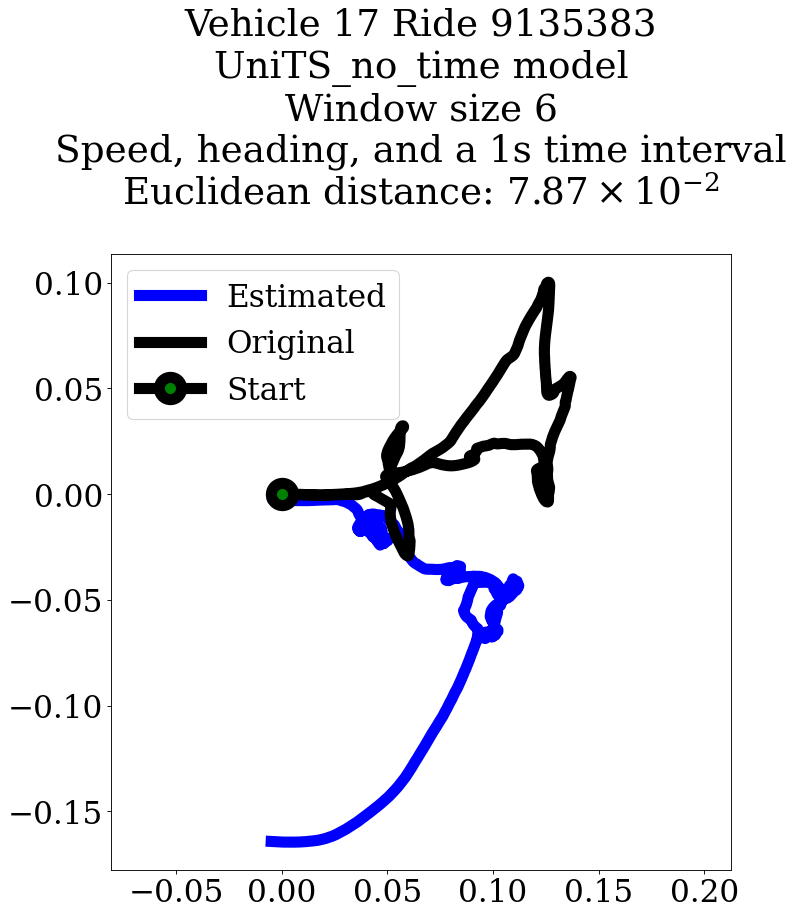 Vehicle 17 Ride 9135383
UniTS_no_time model
Window size 6
Speed, heading, and a 1s time interval
Euclidean distance: 7.87 × 10⁻²
Estimated
Original
Start
0.10
0.05
0.00
−0.05
−0.10
−0.15
−0.05 0.00 0.05 0.10 0.15 0.20